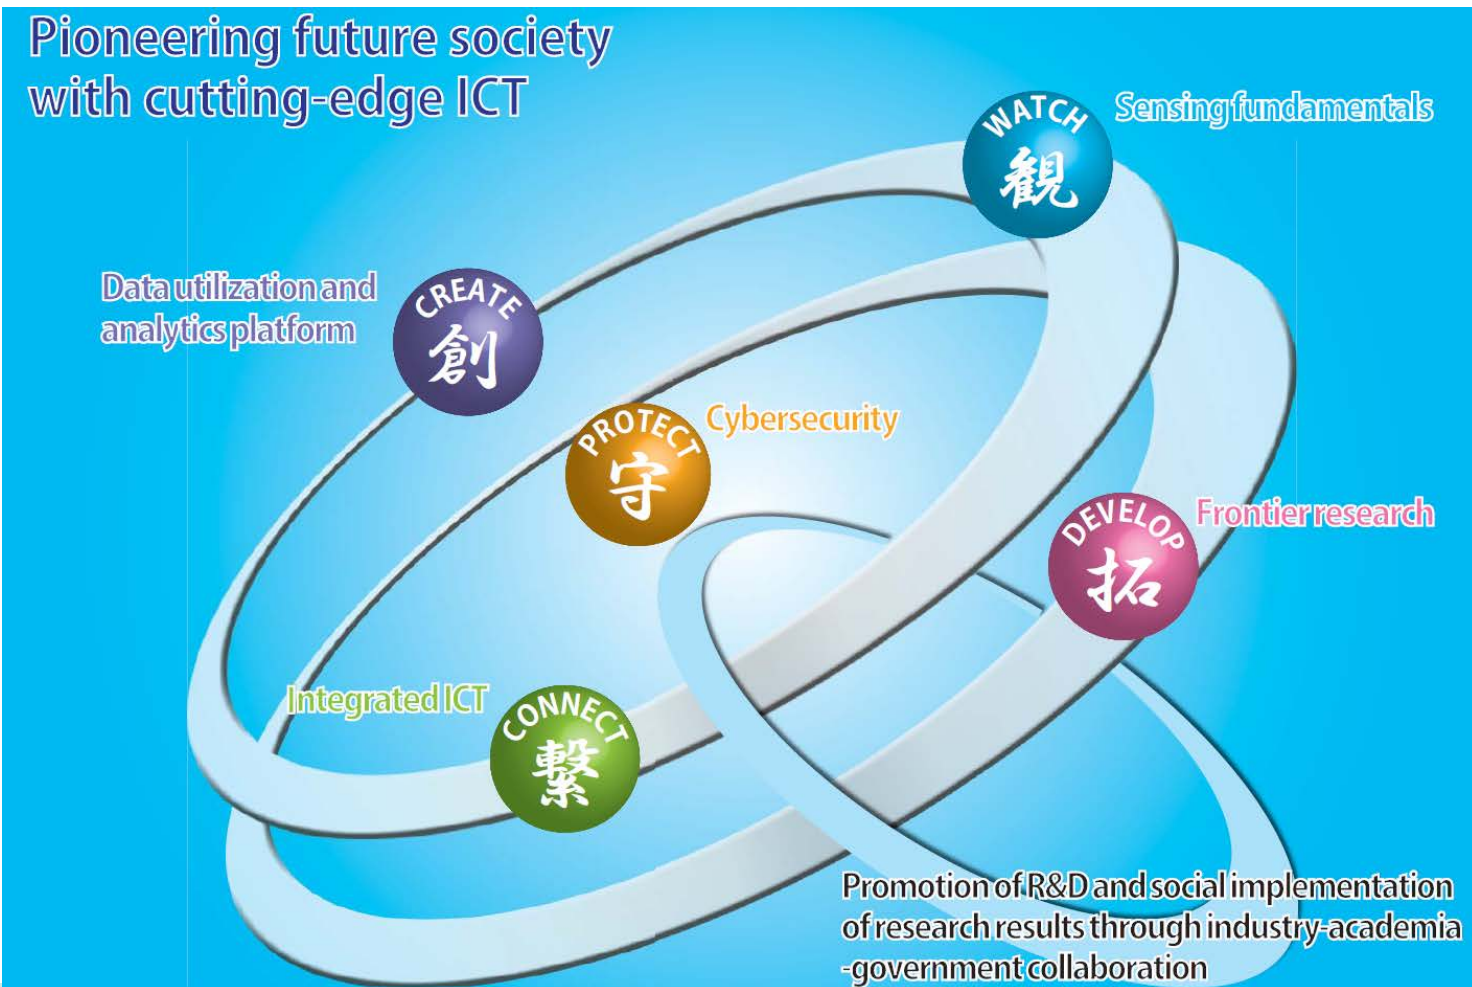 Pioneering future society
with cutting-edge ICT
WATCH
観
Sensing fundamentals
Data utilization and
analytics platform
CREATE
創
PROTECT
守
Cybersecurity
DEVELOP
拓
Frontier research
Integrated ICT
CONNECT
繋
Promotion of R&D and social implementation
of research results through industry-academia
-government collaboration